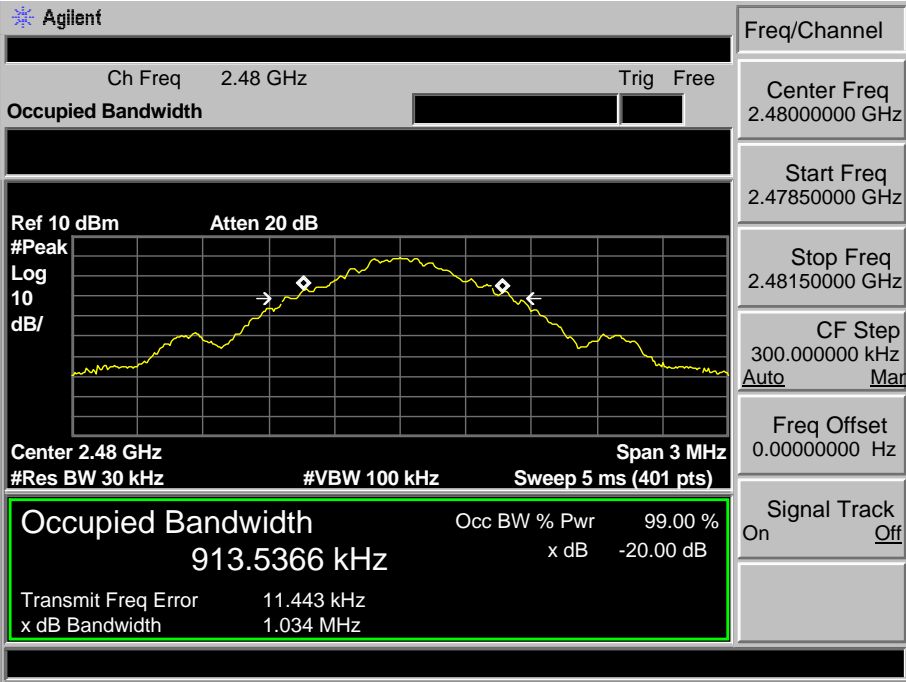 Agilent
Freq/Channel
Ch Freq 2.48 GHz Trig Free
Occupied Bandwidth
Center Freq
2.48000000 GHz
Start Freq
2.47850000 GHz
Stop Freq
2.48150000 GHz
CF Step
300.000000 kHz
Auto Man
Freq Offset
0.00000000 Hz
Signal Track
On Off
Ref 10 dBm Atten 20 dB
#Peak
Log
10
dB/
Center 2.48 GHz Span 3 MHz
#Res BW 30 kHz #VBW 100 kHz Sweep 5 ms (401 pts)
Occupied Bandwidth
913.5366 kHz
Occ BW % Pwr 99.00 %
x dB -20.00 dB
Transmit Freq Error 11.443 kHz
x dB Bandwidth 1.034 MHz